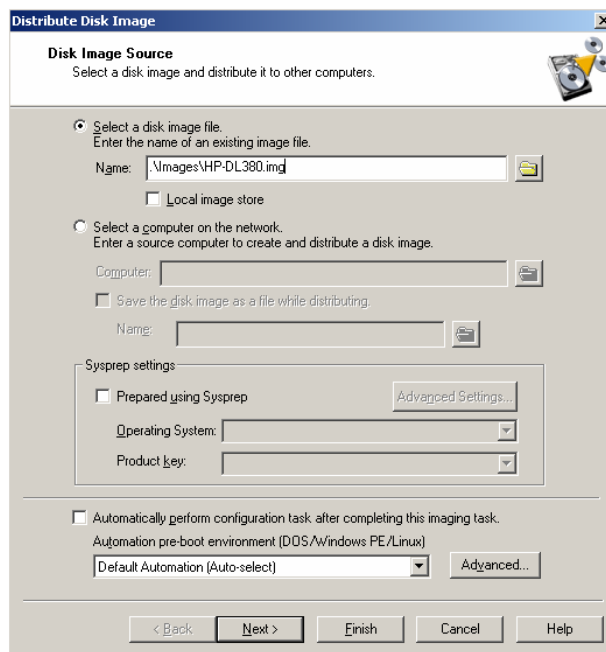 Distribute Disk Image
Disk Image Source
Select a disk image and distribute it to other computers.
Select a disk image file.
Enter the name of an existing image file.
Name: .\Images\HP-DL380.img
Local image store
Select a computer on the network.
Enter a source computer to create and distribute a disk image.
Computer:
Save the disk image as a file while distributing.
Name:
Sysprep settings
Prepared using Sysprep Advanced Settings...
Operating System:
Product key:
Automatically perform configuration task after completing this imaging task.
Automation pre-boot environment (DOS/Windows PE/Linux)
Default Automation (Auto-select) Advanced...
< Back Next > Finish Cancel Help